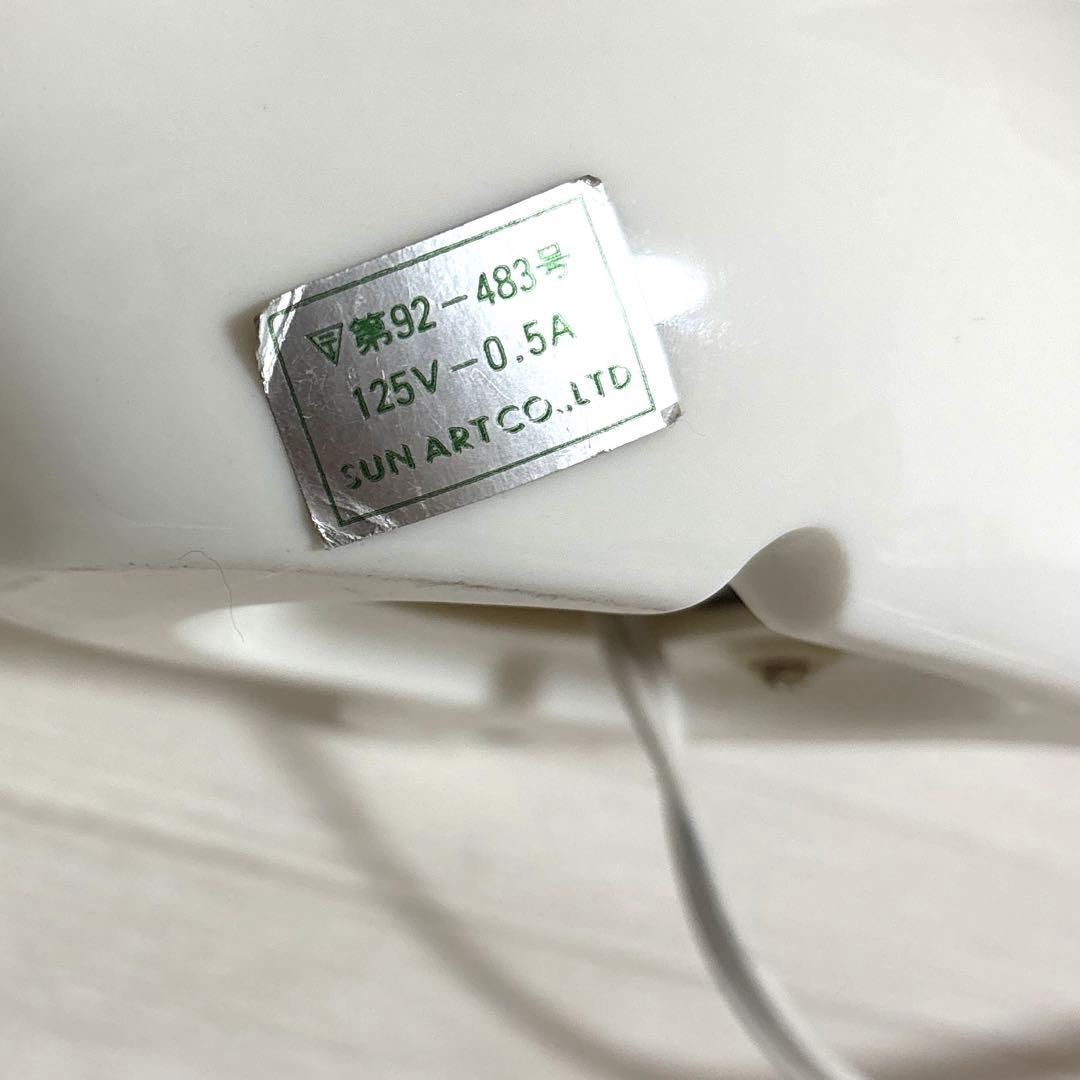 〒第92-483号
125V-0.5A
SUN ART CO.,LTD